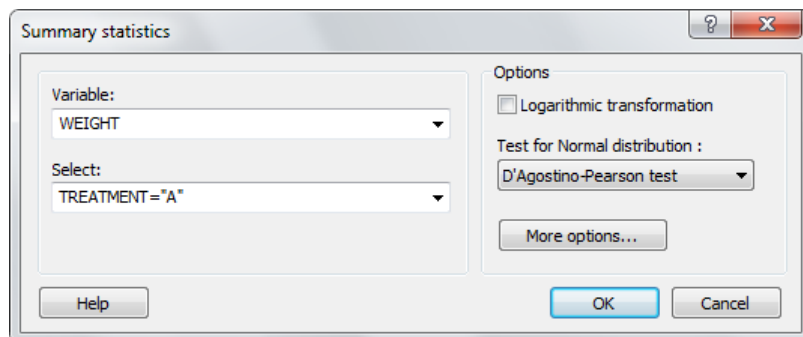 Summary statistics
?
Variable:
WEIGHT
Select:
TREATMENT="A"
Options
Logarithmic transformation
Test for Normal distribution :
D'Agostino-Pearson test
More options...
Help
OK
Cancel